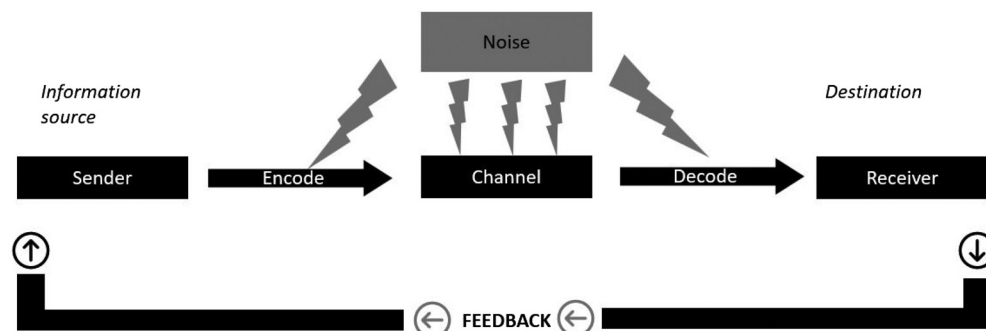 Noise
Information
source
Destination
Sender
Encode
Channel
Decode
Receiver
FEEDBACK